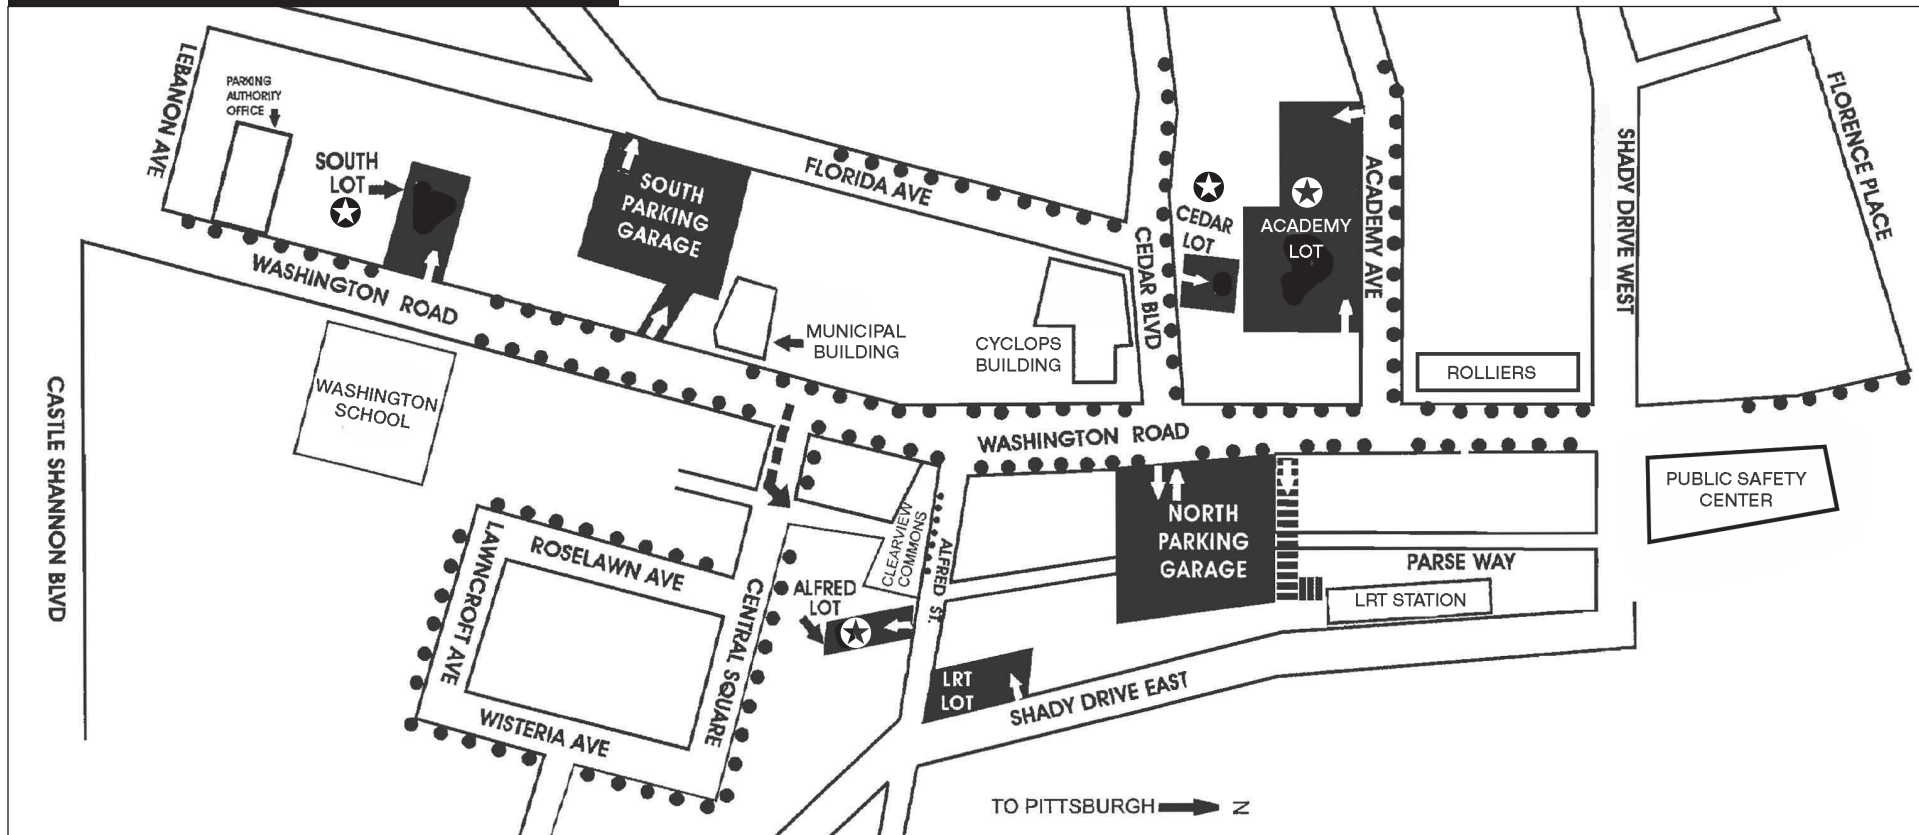 LEBANON AVE
PARKING
AUTHORITY
OFFICE
SOUTH
LOT
SOUTH
PARKING
GARAGE
FLORIDA AVE
CEDAR
LOT
ACADEMY
LOT
ACADEMY AVE
CEDAR BLVD
SHADY DRIVE WEST
FLORENCE PLACE
WASHINGTON ROAD
MUNICIPAL
BUILDING
CYCLOPS
BUILDING
ROLLIERS
WASHINGTON
SCHOOL
CASTLE SHANNON BLVD
WASHINGTON ROAD
PUBLIC SAFETY
CENTER
NORTH
PARKING
GARAGE
CLEARVIEW
COMMONS
ALFRED ST.
ROSELAWN AVE
LAWNCROFT AVE
CENTRAL SQUARE
ALFRED
LOT
PARSE WAY
LRT STATION
LRT
LOT
SHADY DRIVE EAST
WISTERIA AVE
TO PITTSBURGH
N